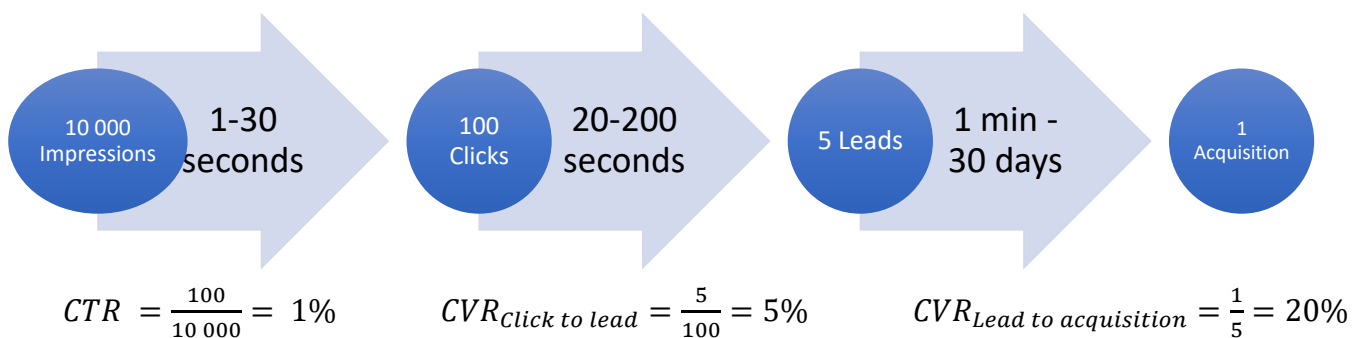 10 000
Impressions
1-30
seconds
100
Clicks
20-200
seconds
5 Leads
1 min -
30 days
1
Acquisition
CTR = 100/10 000 = 1%
CVR_Click to lead = 5/100 = 5%
CVR_Lead to acquisition = 1/5 = 20%